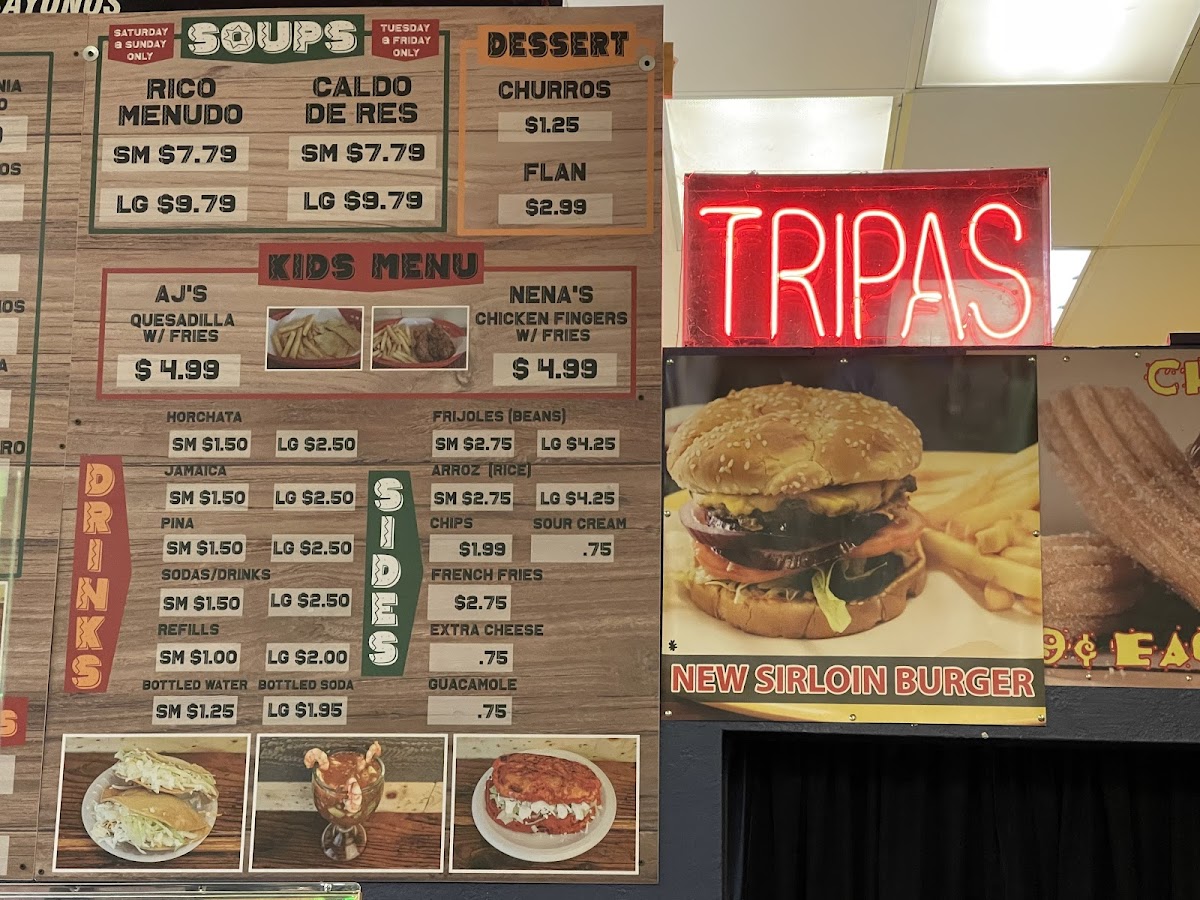 AYUNOS
SATURDAY
& SUNDAY
ONLY
SOUPS
TUESDAY
& FRIDAY
ONLY
RICO
MENUDO
SM $7.79
LG $9.79
CALDO
DE RES
SM $7.79
LG $9.79
DESSERT
CHURROS
$1.25
FLAN
$2.99
KIDS MENU
AJ'S
QUESADILLA
W/ FRIES
$ 4.99
NENA'S
CHICKEN FINGERS
W/ FRIES
$ 4.99
DRINKS
HORCHATA
SM $1.50 LG $2.50
JAMAICA
SM $1.50 LG $2.50
PINA
SM $1.50 LG $2.50
SODAS/DRINKS
SM $1.50 LG $2.50
REFILLS
SM $1.00 LG $2.00
BOTTLED WATER BOTTLED SODA
SM $1.25 LG $1.95
SIDES
FRIJOLES (BEANS)
SM $2.75 LG $4.25
ARROZ (RICE)
SM $2.75 LG $4.25
CHIPS SOUR CREAM
$1.99 .75
FRENCH FRIES
$2.75
EXTRA CHEESE
.75
GUACAMOLE
.75
TRIPAS
NEW SIRLOIN BURGER
9¢ EAC